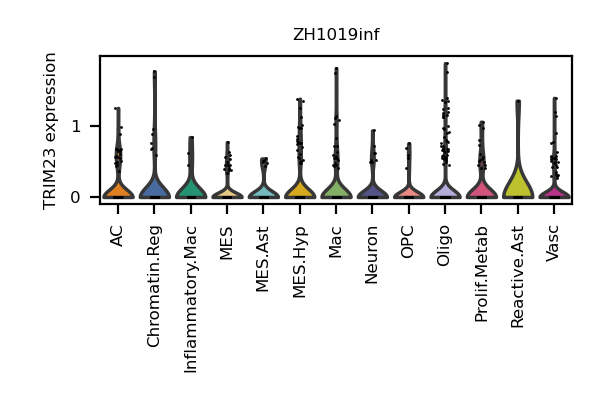 ZH1019inf
TRIM23 expression
1
0
AC
Chromatin.Reg
Inflammatory.Mac
MES
MES.Ast
MES.Hyp
Mac
Neuron
OPC
Oligo
Prolif.Metab
Reactive.Ast
Vasc